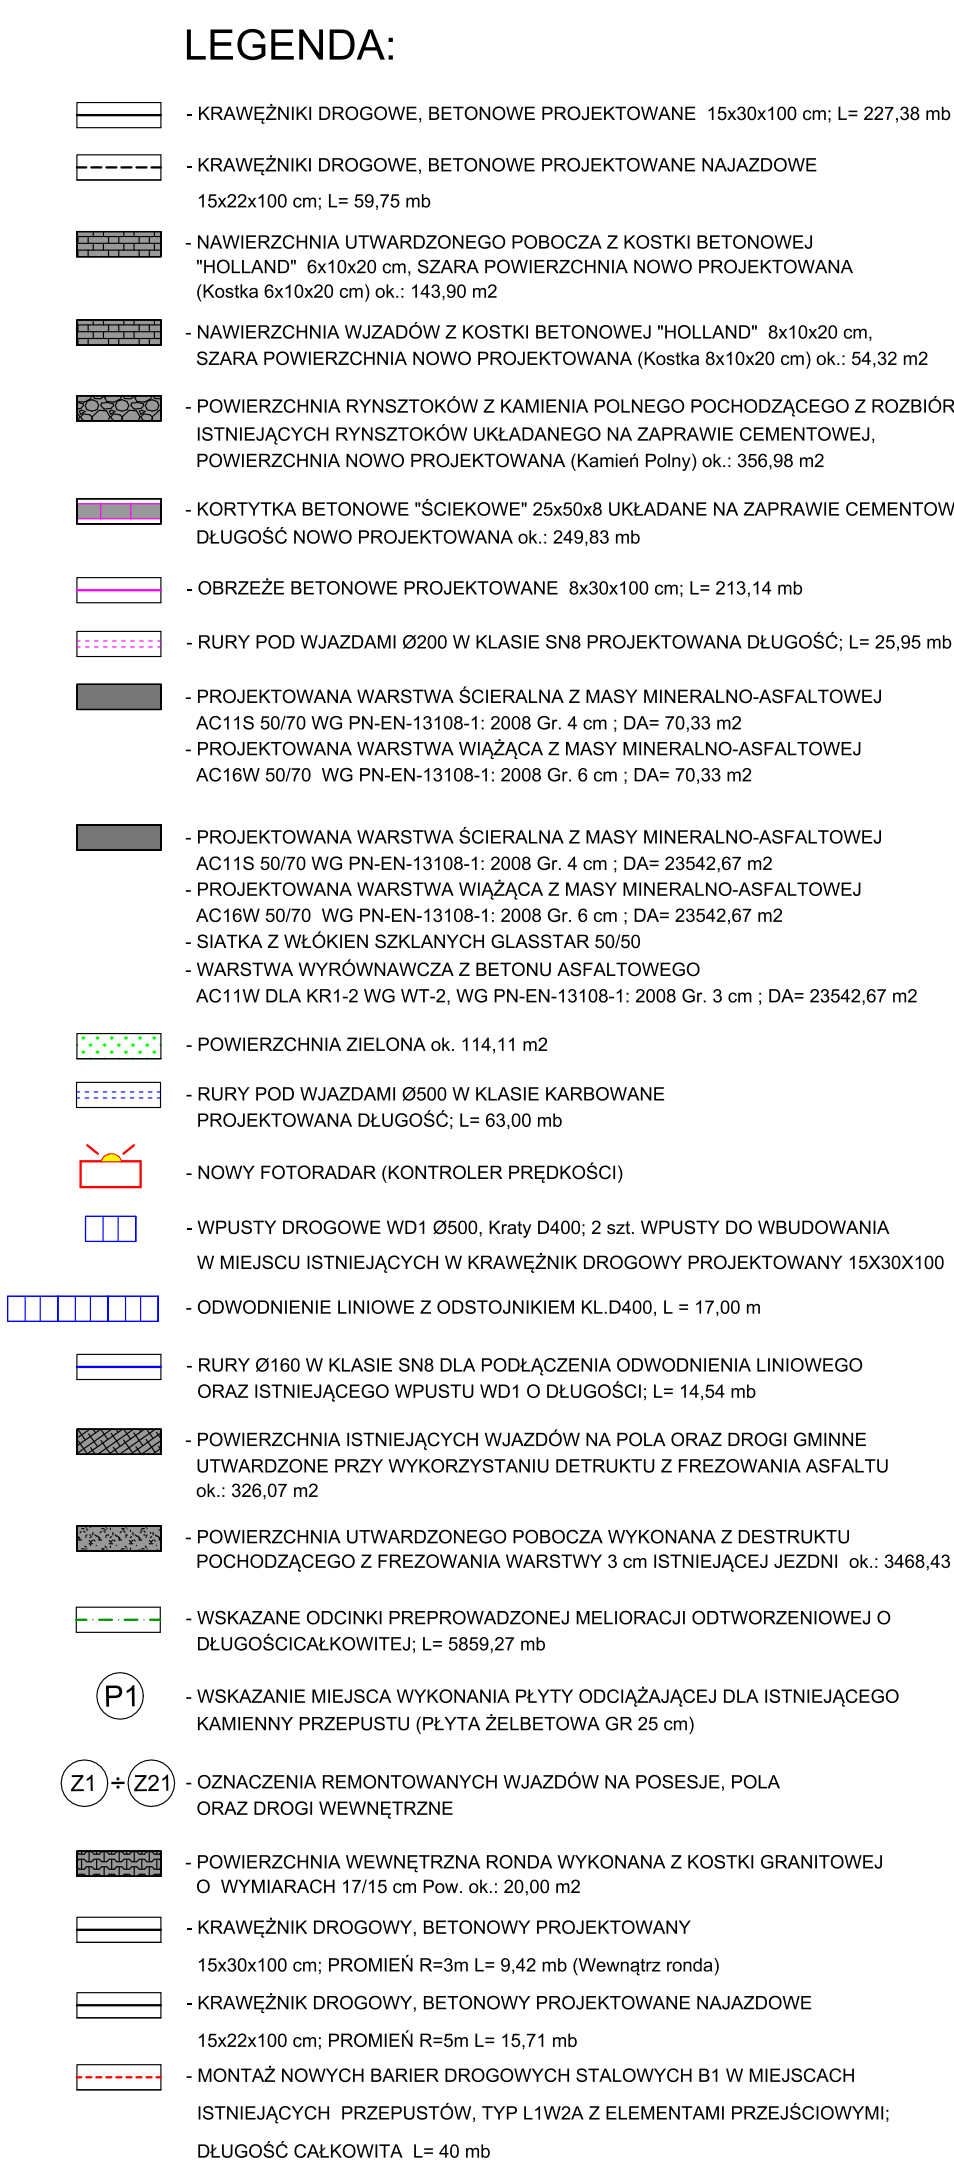 LEGENDA:
- KRAWĘŻNIKI DROGOWE, BETONOWE PROJEKTOWANE 15x30x100 cm; L= 227,38 mb
- KRAWĘŻNIKI DROGOWE, BETONOWE PROJEKTOWANE NAJAZDOWE
15x22x100 cm; L= 59,75 mb
- NAWIERZCHNIA UTWARDZONEGO POBOCZA Z KOSTKI BETONOWEJ
"HOLLAND" 6x10x20 cm, SZARA POWIERZCHNIA NOWO PROJEKTOWANA
(Kostka 6x10x20 cm) ok.: 143,90 m2
- NAWIERZCHNIA WJZADÓW Z KOSTKI BETONOWEJ "HOLLAND" 8x10x20 cm,
SZARA POWIERZCHNIA NOWO PROJEKTOWANA (Kostka 8x10x20 cm) ok.: 54,32 m2
- POWIERZCHNIA RYNSZTOKÓW Z KAMIENIA POLNEGO POCHODZĄCEGO Z ROZBIÓR
ISTNIEJĄCYCH RYNSZTOKÓW UKŁADANEGO NA ZAPRAWIE CEMENTOWEJ,
POWIERZCHNIA NOWO PROJEKTOWANA (Kamień Polny) ok.: 356,98 m2
- KORTYTKA BETONOWE "ŚCIEKOWE" 25x50x8 UKŁADANE NA ZAPRAWIE CEMENTOW
DŁUGOŚĆ NOWO PROJEKTOWANA ok.: 249,83 mb
- OBRZEŻE BETONOWE PROJEKTOWANE 8x30x100 cm; L= 213,14 mb
- RURY POD WJAZDAMI Ø200 W KLASIE SN8 PROJEKTOWANA DŁUGOŚĆ; L= 25,95 mb
- PROJEKTOWANA WARSTWA ŚCIERALNA Z MASY MINERALNO-ASFALTOWEJ
AC11S 50/70 WG PN-EN-13108-1: 2008 Gr. 4 cm ; DA= 70,33 m2
- PROJEKTOWANA WARSTWA WIĄŻĄCA Z MASY MINERALNO-ASFALTOWEJ
AC16W 50/70 WG PN-EN-13108-1: 2008 Gr. 6 cm ; DA= 70,33 m2
- PROJEKTOWANA WARSTWA ŚCIERALNA Z MASY MINERALNO-ASFALTOWEJ
AC11S 50/70 WG PN-EN-13108-1: 2008 Gr. 4 cm ; DA= 23542,67 m2
- PROJEKTOWANA WARSTWA WIĄŻĄCA Z MASY MINERALNO-ASFALTOWEJ
AC16W 50/70 WG PN-EN-13108-1: 2008 Gr. 6 cm ; DA= 23542,67 m2
- SIATKA Z WŁÓKIEN SZKLANYCH GLASSTAR 50/50
- WARSTWA WYRÓWNAWCZA Z BETONU ASFALTOWEGO
AC11W DLA KR1-2 WG WT-2, WG PN-EN-13108-1: 2008 Gr. 3 cm ; DA= 23542,67 m2
- POWIERZCHNIA ZIELONA ok. 114,11 m2
- RURY POD WJAZDAMI Ø500 W KLASIE KARBOWANE
PROJEKTOWANA DŁUGOŚĆ; L= 63,00 mb
- NOWY FOTORADAR (KONTROLER PRĘDKOŚCI)
- WPUSTY DROGOWE WD1 Ø500, Kraty D400; 2 szt. WPUSTY DO WBUDOWANIA
W MIEJSCU ISTNIEJĄCYCH W KRAWĘŻNIK DROGOWY PROJEKTOWANY 15X30X100
- ODWODNIENIE LINIOWE Z ODSTOJNIKIEM KL.D400, L = 17,00 m
- RURY Ø160 W KLASIE SN8 DLA PODŁĄCZENIA ODWODNIENIA LINIOWEGO
ORAZ ISTNIEJĄCEGO WPUSTU WD1 O DŁUGOŚCI; L= 14,54 mb
- POWIERZCHNIA ISTNIEJĄCYCH WJAZDÓW NA POLA ORAZ DROGI GMINNE
UTWARDZONE PRZY WYKORZYSTANIU DETRUKTU Z FREZOWANIA ASFALTU
ok.: 326,07 m2
- POWIERZCHNIA UTWARDZONEGO POBOCZA WYKONANA Z DESTRUKTU
POCHODZĄCEGO Z FREZOWANIA WARSTWY 3 cm ISTNIEJĄCEJ JEZDNI ok.: 3468,43
- WSKAZANE ODCINKI PREPROWADZONEJ MELIORACJI ODTWORZENIOWEJ O
DŁUGOŚCICAŁKOWITEJ; L= 5859,27 mb
P1 - WSKAZANIE MIEJSCA WYKONANIA PŁYTY ODCIĄŻAJĄCEJ DLA ISTNIEJĄCEGO
KAMIENNY PRZEPUSTU (PŁYTA ŻELBETOWA GR 25 cm)
Z1 ÷ Z21 - OZNACZENIA REMONTOWANYCH WJAZDÓW NA POSESJE, POLA
ORAZ DROGI WEWNĘTRZNE
- POWIERZCHNIA WEWNĘTRZNA RONDA WYKONANA Z KOSTKI GRANITOWEJ
O WYMIARACH 17/15 cm Pow. ok.: 20,00 m2
- KRAWĘŻNIK DROGOWY, BETONOWY PROJEKTOWANY
15x30x100 cm; PROMIEŃ R=3m L= 9,42 mb (Wewnątrz ronda)
- KRAWĘŻNIK DROGOWY, BETONOWY PROJEKTOWANE NAJAZDOWE
15x22x100 cm; PROMIEŃ R=5m L= 15,71 mb
- MONTAŻ NOWYCH BARIER DROGOWYCH STALOWYCH B1 W MIEJSCACH
ISTNIEJĄCYCH PRZEPUSTÓW, TYP L1W2A Z ELEMENTAMI PRZEJŚCIOWYMI;
DŁUGOŚĆ CAŁKOWITA L= 40 mb